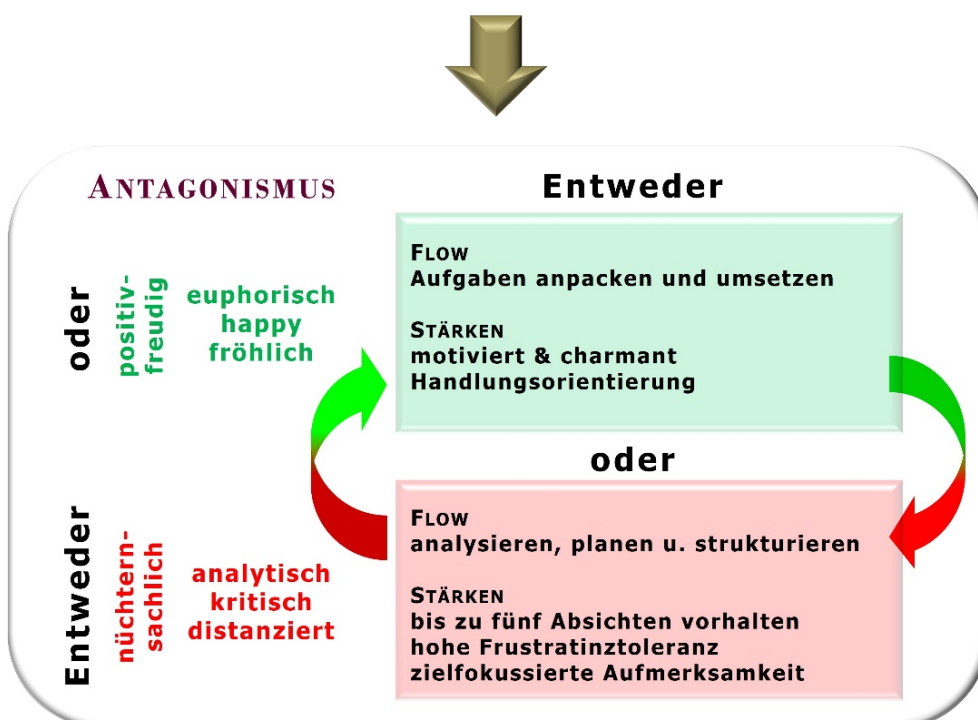 ANTAGONISMUS
Entweder
oder
positiv-
freudig
euphorisch
happy
fröhlich
FLOW
Aufgaben anpacken und umsetzen
STÄRKEN
motiviert & charmant
Handlungsorientierung
oder
Entweder
nüchtern-
sachlich
analytisch
kritisch
distanziert
FLOW
analysieren, planen u. strukturieren
STÄRKEN
bis zu fünf Absichten vorhalten
hohe Frustratinztoleranz
zielfokussierte Aufmerksamkeit